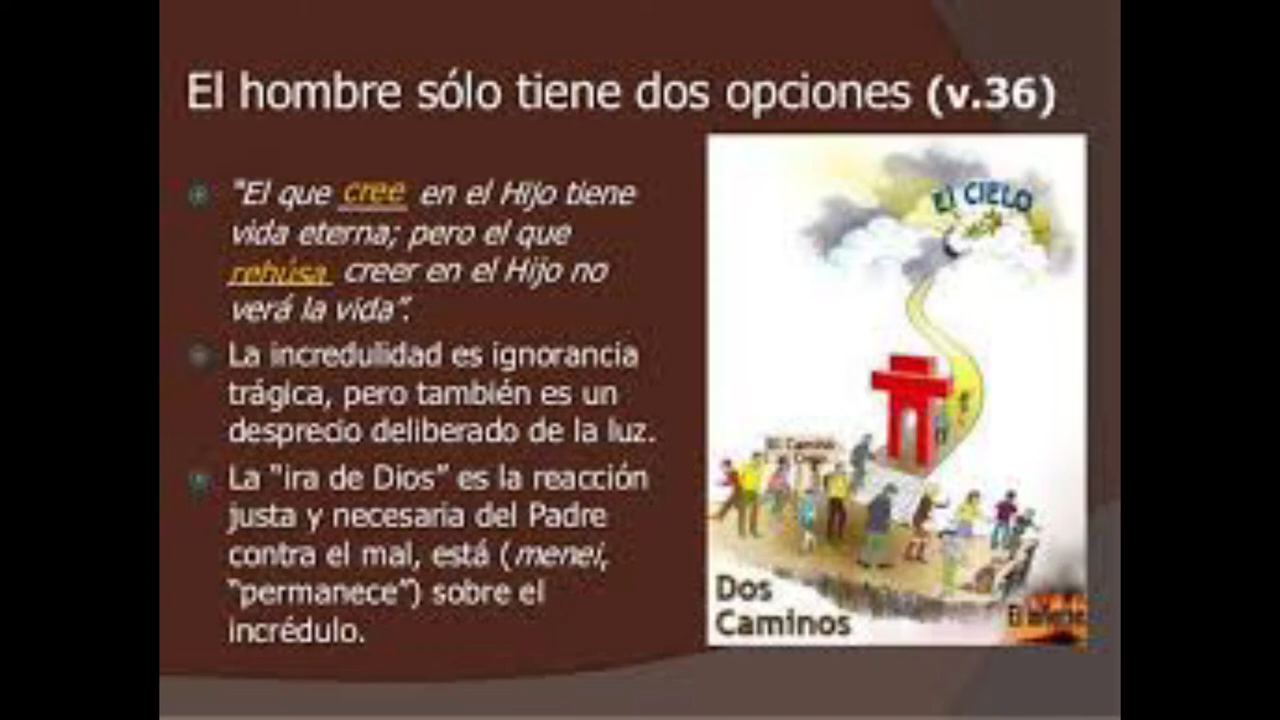 El hombre sólo tiene dos opciones (v.36)
"El que cree en el Hijo tiene
vida eterna; pero el que
rehúsa creer en el Hijo no
verá la vida".
La incredulidad es ignorancia
trágica, pero también es un
desprecio deliberado de la luz.
La "ira de Dios" es la reacción
justa y necesaria del Padre
contra el mal, está (menei,
"permanece") sobre el
incrédulo.
El CIELO
El Camino
Dos
Caminos
El